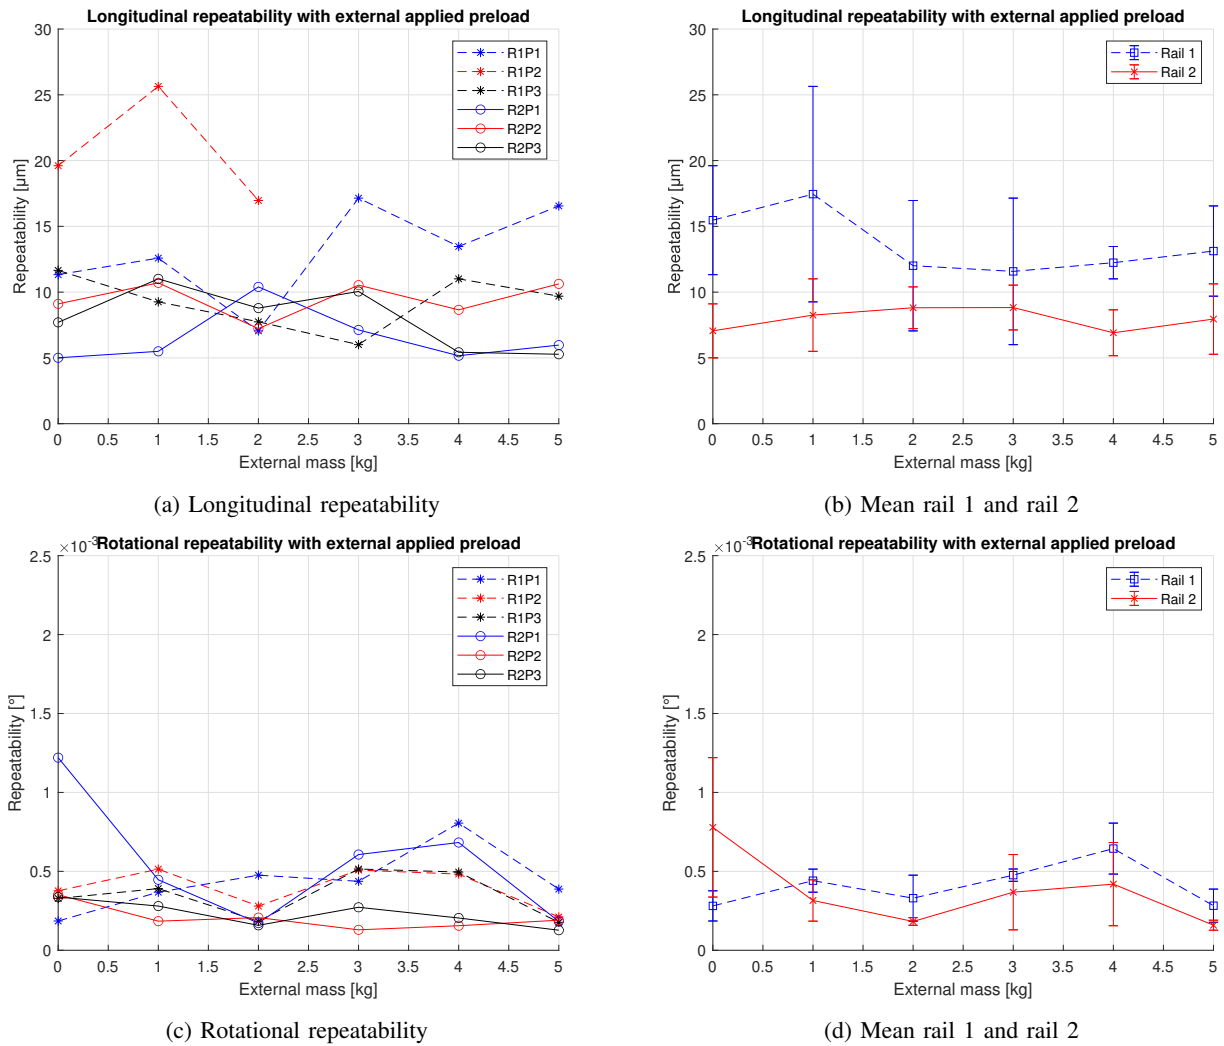 Longitudinal repeatability with external applied preload
30
25
20
15
10
5
0
Repeatability [μm]
0 0.5 1 1.5 2 2.5 3 3.5 4 4.5 5
External mass [kg]
R1P1
R1P2
R1P3
R2P1
R2P2
R2P3
(a) Longitudinal repeatability
Longitudinal repeatability with external applied preload
30
25
20
15
10
5
0
Repeatability [μm]
0 0.5 1 1.5 2 2.5 3 3.5 4 4.5 5
External mass [kg]
Rail 1
Rail 2
(b) Mean rail 1 and rail 2
×10⁻³
Rotational repeatability with external applied preload
2.5
2
1.5
1
0.5
0
Repeatability [°]
0 0.5 1 1.5 2 2.5 3 3.5 4 4.5 5
External mass [kg]
R1P1
R1P2
R1P3
R2P1
R2P2
R2P3
(c) Rotational repeatability
×10⁻³
Rotational repeatability with external applied preload
2.5
2
1.5
1
0.5
0
Repeatability [°]
0 0.5 1 1.5 2 2.5 3 3.5 4 4.5 5
External mass [kg]
Rail 1
Rail 2
(d) Mean rail 1 and rail 2